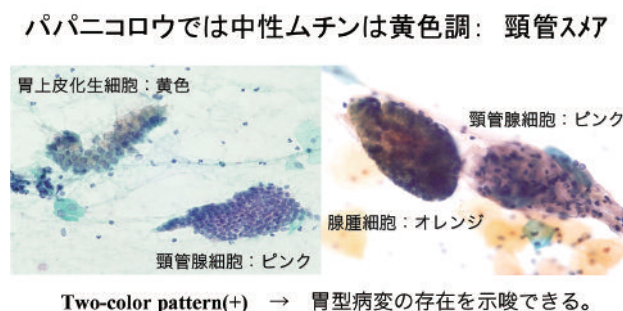 パパニコロウでは中性ムチンは黄色調： 頸管スメア
胃上皮化生細胞：黄色
頸管腺細胞：ピンク
頸管腺細胞：ピンク
腺腫細胞：オレンジ
Two-color pattern(+) → 胃型病変の存在を示唆できる。